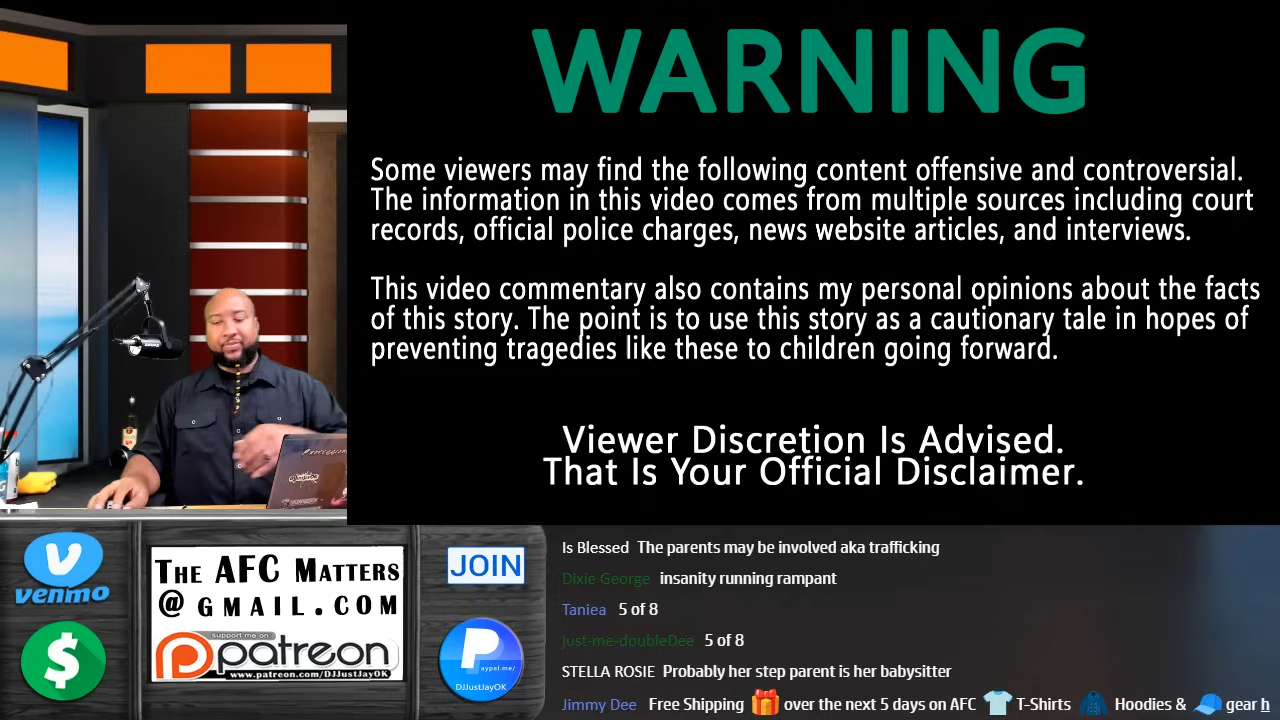 WARNING
Some viewers may find the following content offensive and controversial.
The information in this video comes from multiple sources including court
records, official police charges, news website articles, and interviews.
This video commentary also contains my personal opinions about the facts
of this story. The point is to use this story as a cautionary tale in hopes of
preventing tragedies like these to children going forward.
Viewer Discretion Is Advised.
That Is Your Official Disclaimer.
venmo
THE AFC MATTERS
@GMAIL.COM
support me on
patreon
www.patreon.com/DJJustJayOK
JOIN
aypal.me/
DJJustJayOK
Is Blessed The parents may be involved aka trafficking
Dixie George insanity running rampant
Taniea 5 of 8
just-me-doubleDee 5 of 8
STELLA ROSIE Probably her step parent is her babysitter
Jimmy Dee Free Shipping 🎁 over the next 5 days on AFC 👕 T-Shirts 🧥 Hoodies & 🧢 gear h